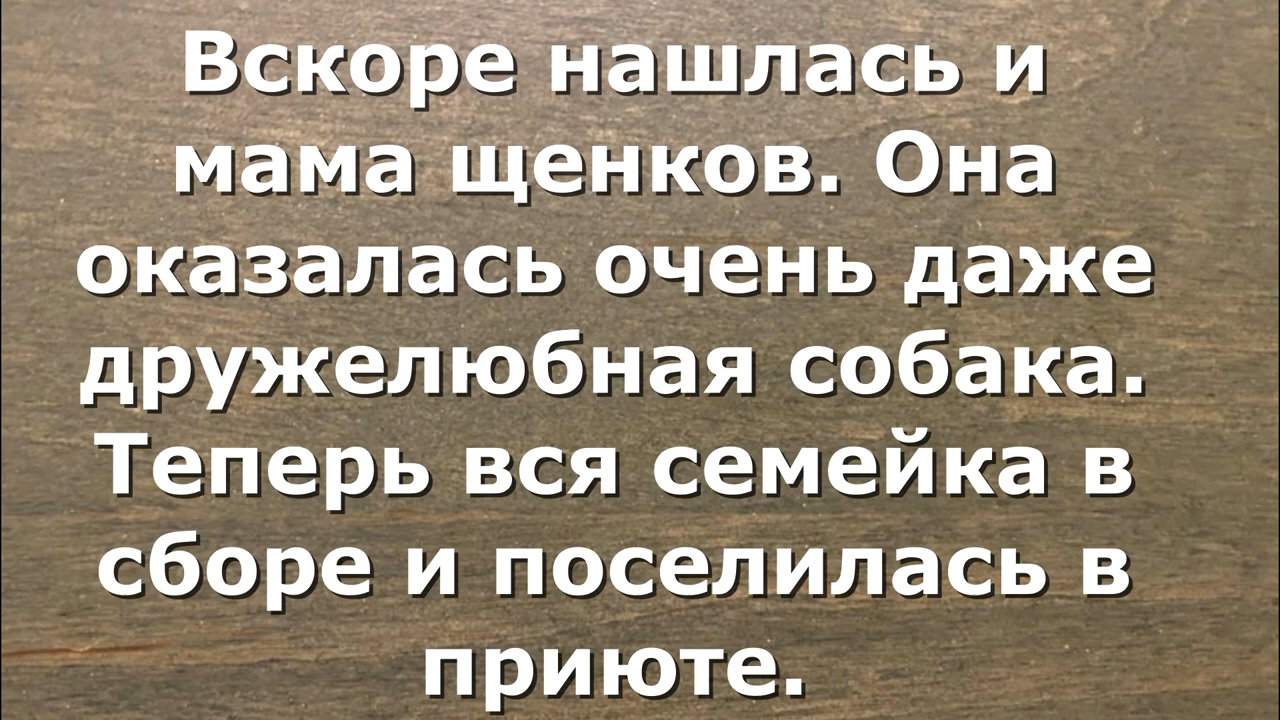 Вскоре нашлась и
мама щенков. Она
оказалась очень даже
дружелюбная собака.
Теперь вся семейка в
сборе и поселилась в
приюте.